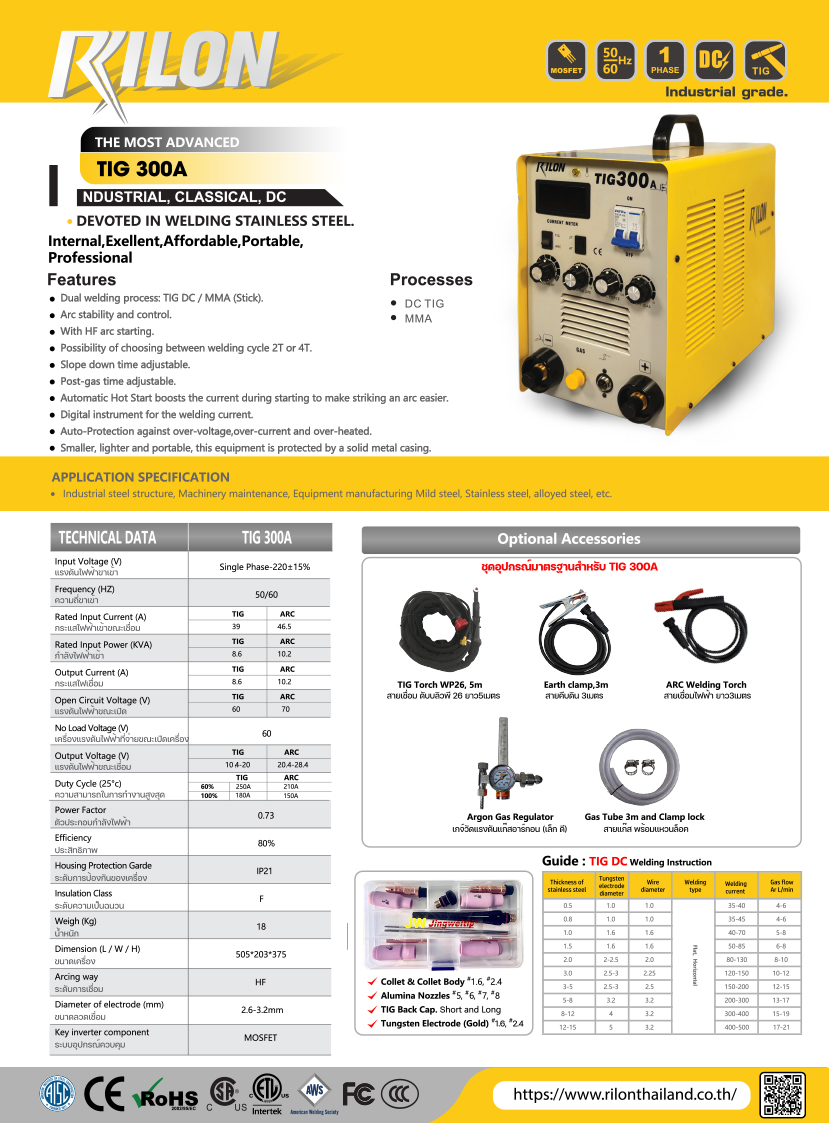 RILON
MOSFET
50
60 Hz
1
PHASE
DC
TIG
Industrial grade.
THE MOST ADVANCED
TIG 300A
I NDUSTRIAL, CLASSICAL, DC
• DEVOTED IN WELDING STAINLESS STEEL.
Internal,Exellent,Affordable,Portable,
Professional
Features
● Dual welding process: TIG DC / MMA (Stick).
● Arc stability and control.
● With HF arc starting.
● Possibility of choosing between welding cycle 2T or 4T.
● Slope down time adjustable.
● Post-gas time adjustable.
● Automatic Hot Start boosts the current during starting to make striking an arc easier.
● Digital instrument for the welding current.
● Auto-Protection against over-voltage,over-current and over-heated.
● Smaller, lighter and portable, this equipment is protected by a solid metal casing.
Processes
● DC TIG
● MMA
RILON
TIG300A
CURRENT METER
ON
OFF
CE
GAS
RILON
APPLICATION SPECIFICATION
• Industrial steel structure, Machinery maintenance, Equipment manufacturing Mild steel, Stainless steel, alloyed steel, etc.
TECHNICAL DATA TIG 300A
Input Voltage (V)
แรงดันไฟฟ้าขาเข้า
Single Phase-220±15%
Frequency (HZ)
ความถี่ขาเข้า
50/60
Rated Input Current (A)
กระแสไฟฟ้าเข้าขณะเชื่อม
TIG ARC
39 46.5
Rated Input Power (KVA)
กำลังไฟฟ้าเข้า
TIG ARC
8.6 10.2
Output Current (A)
กระแสไฟเชื่อม
TIG ARC
8.6 10.2
Open Circuit Voltage (V)
แรงดันไฟฟ้าขณะเปิด
TIG ARC
60 70
No Load Voltage (V)
เครื่องแรงดันไฟฟ้าที่จ่ายขณะเปิดเครื่อง
60
Output Voltage (V)
แรงดันไฟฟ้าขณะเชื่อม
TIG ARC
10.4-20 20.4-28.4
Duty Cycle (25°c)
ความสามารถในการทำงานสูงสุด
TIG ARC
60% 250A 210A
100% 180A 150A
Power Factor
ตัวประกอบกำลังไฟฟ้า
0.73
Efficiency
ประสิทธิภาพ
80%
Housing Protection Garde
ระดับการป้องกันของเครื่อง
IP21
Insulation Class
ระดับความเป็นฉนวน
F
Weigh (Kg)
น้ำหนัก
18
Dimension (L / W / H)
ขนาดเครื่อง
505*203*375
Arcing way
ระดับการเชื่อม
HF
Diameter of electrode (mm)
ขนาดลวดเชื่อม
2.6-3.2mm
Key inverter component
ระบบอุปกรณ์ควบคุม
MOSFET
Optional Accessories
ชุดอุปกรณ์มาตรฐานสำหรับ TIG 300A
TIG Torch WP26, 5m
สายเชื่อม ดับบลิวพี 26 ยาว5เมตร
Earth clamp,3m
สายคีบดิน 3เมตร
ARC Welding Torch
สายเชื่อมไฟฟ้า ยาว3เมตร
Argon Gas Regulator
เกจ์วัดแรงดันแก๊สอาร์กอน (เล็ก ดี)
Gas Tube 3m and Clamp lock
สายแก๊ส พร้อมแหวนล็อค
JW Jingweitip
Collet & Collet Body #1.6, #2.4
Alumina Nozzles #5, #6, #7, #8
TIG Back Cap. Short and Long
Tungsten Electrode (Gold) #1.6, #2.4
Guide : TIG DC Welding Instruction
Thickness of stainless steel Tungsten electrode diameter Wire diameter Welding type Welding current Gas flow Ar L/min
0.5 1.0 1.0 35-40 4-6
0.8 1.0 1.0 35-45 4-6
1.0 1.6 1.6 40-70 5-8
1.5 1.6 1.6 50-85 6-8
2.0 2-2.5 2.0 80-130 8-10
3.0 2.5-3 2.25 120-150 10-12
3-5 2.5-3 2.5 150-200 12-15
5-8 3.2 3.2 200-300 13-17
8-12 4 3.2 300-400 15-19
12-15 5 3.2 400-500 17-21
Flat, Horizontal
AISC
CE
RoHS
2002/95/EC
C SA US
C ETL US
Intertek
AWS
American Welding Society
FC
CCC
https://www.rilonthailand.co.th/